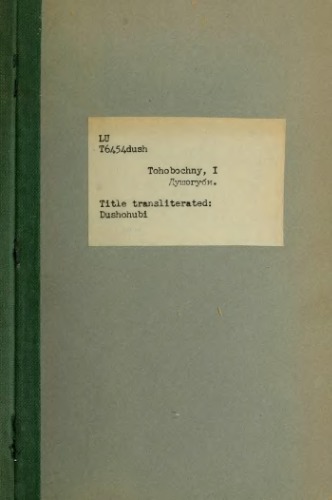 LU
T6454dush
Tohobochny, I
Душогуби.
Title transliterated:
Dushohubi